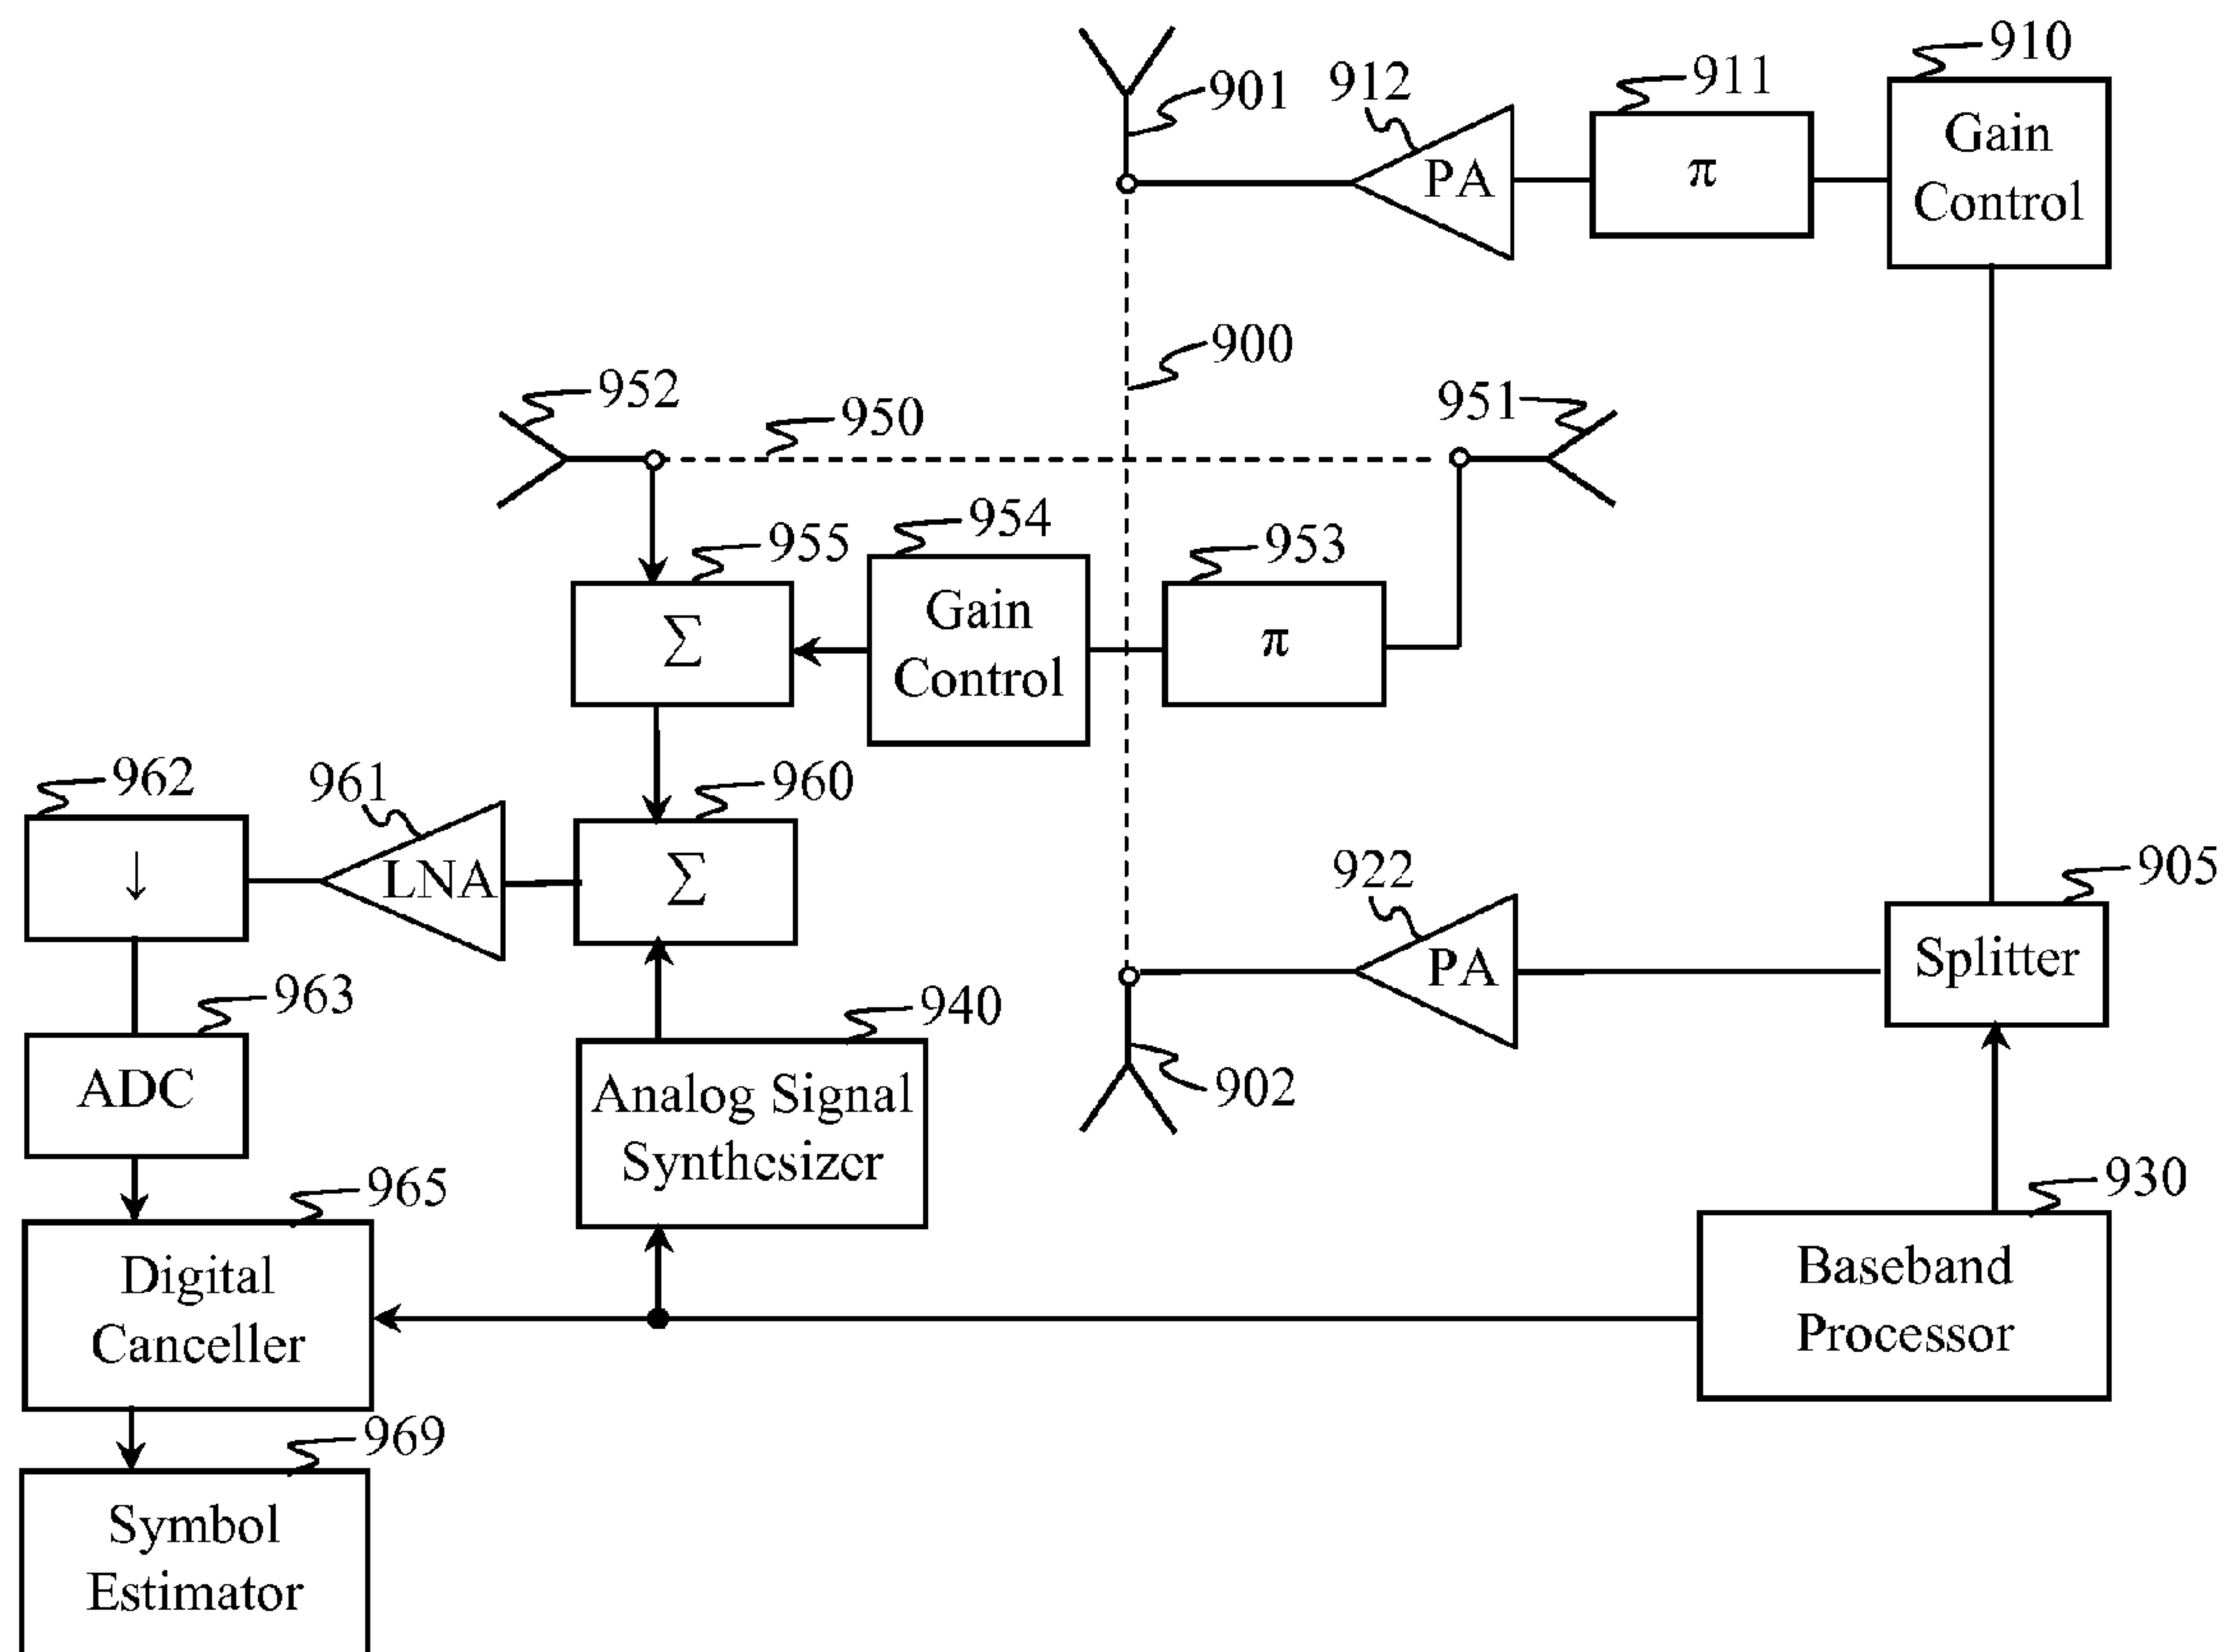 910
911
912
901
Gain
Control
π
PA
900
952
950
951
955
954
953
Gain
Control
Σ
π
962
961
960
922
905
↓
LNA
Σ
PA
Splitter
963
940
902
ADC
Analog Signal
Synthesizer
965
930
Digital
Canceller
Baseband
Processor
969
Symbol
Estimator